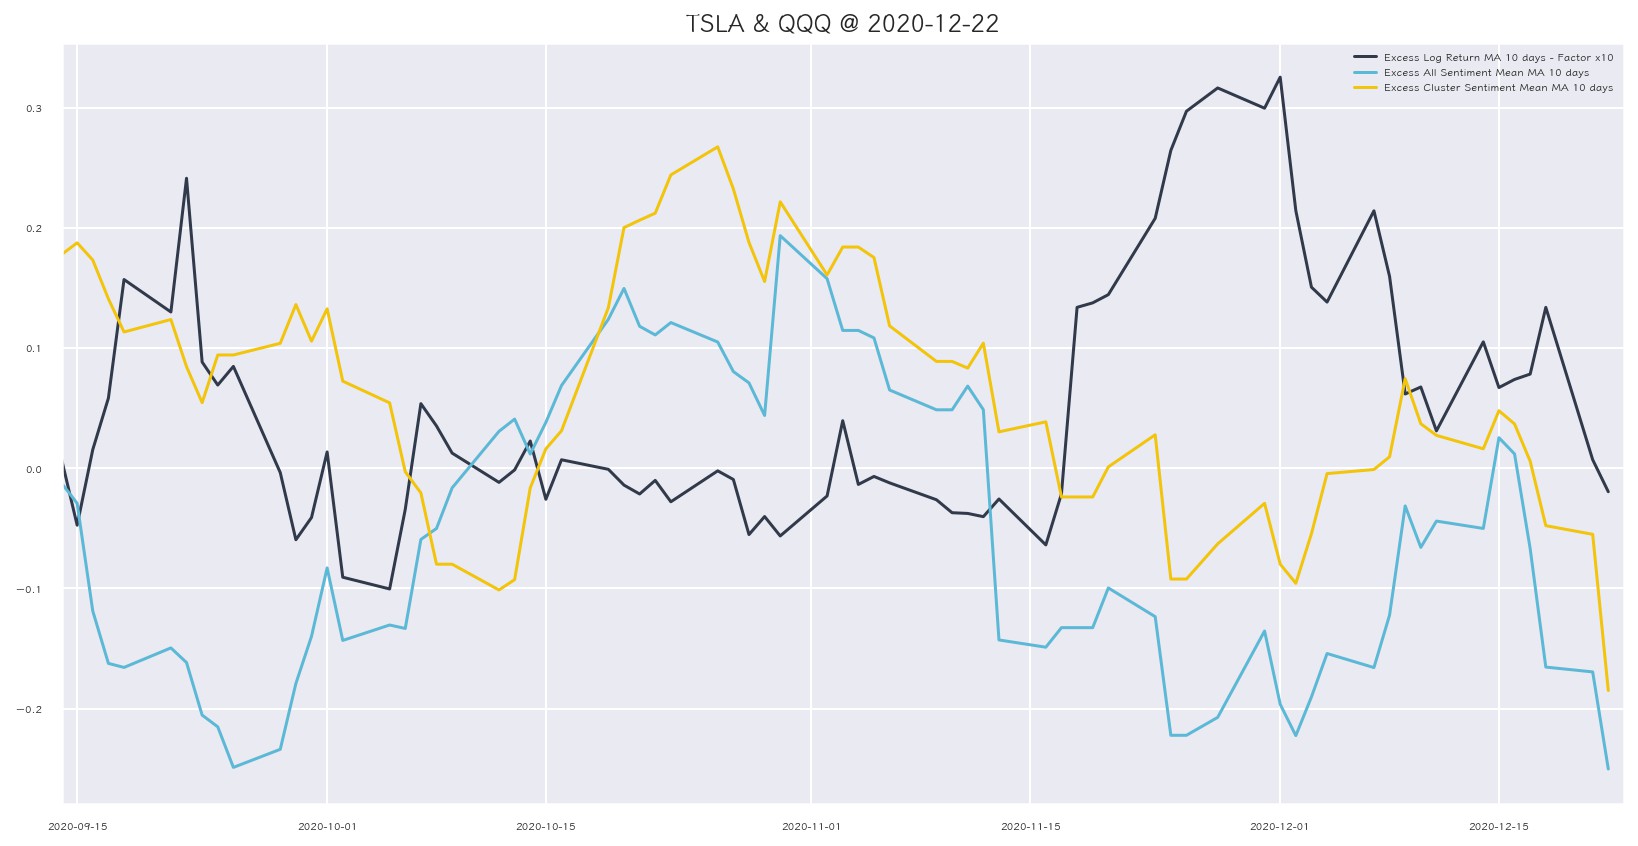 TSLA & QQQ @ 2020-12-22
Excess Log Return MA 10 days - Factor x10
Excess All Sentiment Mean MA 10 days
Excess Cluster Sentiment Mean MA 10 days
0.3
0.2
0.1
0.0
−0.1
−0.2
2020-09-15 2020-10-01 2020-10-15 2020-11-01 2020-11-15 2020-12-01 2020-12-15